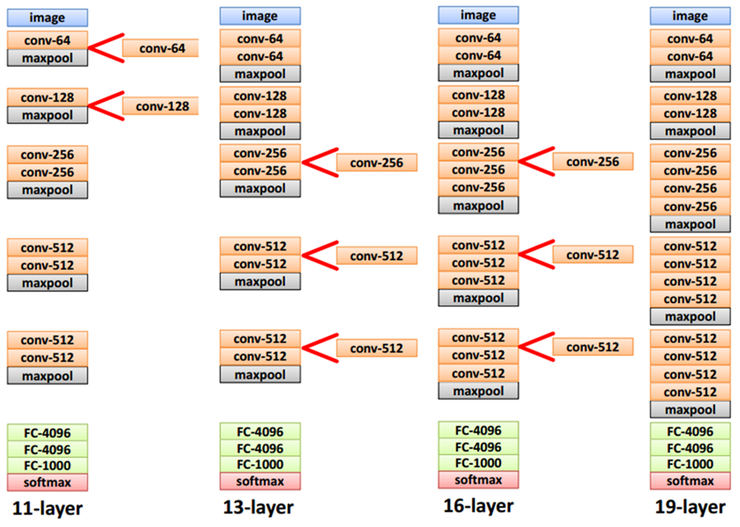 image
conv-64
maxpool
conv-64
conv-128
maxpool
conv-128
conv-256
conv-256
maxpool
conv-512
conv-512
maxpool
conv-512
conv-512
maxpool
FC-4096
FC-4096
FC-1000
softmax
11-layer
image
conv-64
conv-64
maxpool
conv-128
conv-128
maxpool
conv-256
conv-256
maxpool
conv-256
conv-512
conv-512
maxpool
conv-512
conv-512
conv-512
maxpool
conv-512
FC-4096
FC-4096
FC-1000
softmax
13-layer
image
conv-64
conv-64
maxpool
conv-128
conv-128
maxpool
conv-256
conv-256
conv-256
maxpool
conv-256
conv-512
conv-512
conv-512
maxpool
conv-512
conv-512
conv-512
conv-512
maxpool
conv-512
FC-4096
FC-4096
FC-1000
softmax
16-layer
image
conv-64
conv-64
maxpool
conv-128
conv-128
maxpool
conv-256
conv-256
conv-256
conv-256
maxpool
conv-512
conv-512
conv-512
conv-512
maxpool
conv-512
conv-512
conv-512
conv-512
maxpool
FC-4096
FC-4096
FC-1000
softmax
19-layer